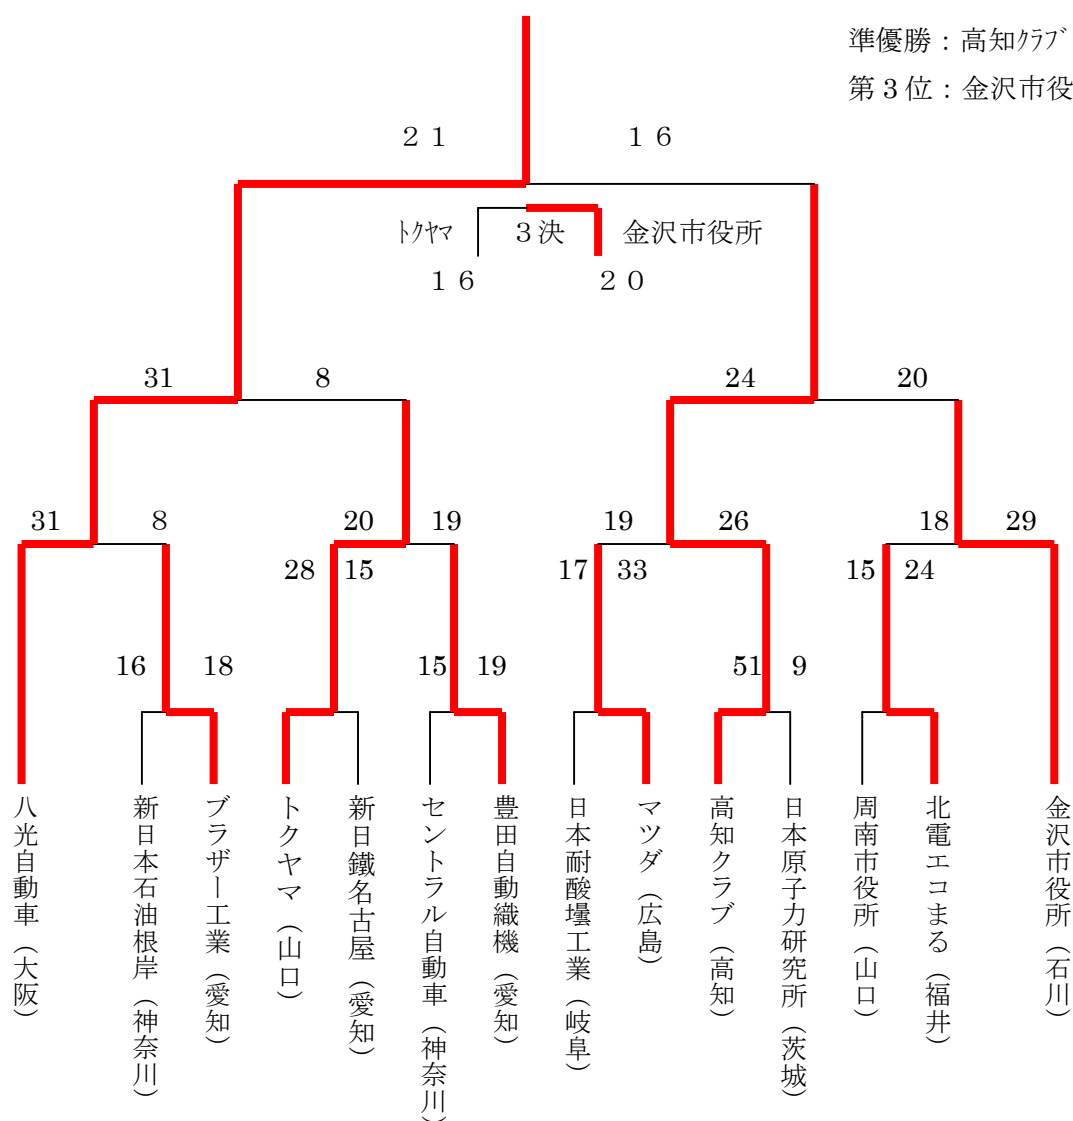 準優勝：高知ｸﾗﾌﾞ
第３位：金沢市役
２１ １６
ﾄｸﾔﾏ ３決 金沢市役所
１６ ２０
31 8 24 20
31 8 20 19 19 26 18 29
28 15 17 33 15 24
16 18 15 19 51 9
八光自動車（大阪）
新日本石油根岸（神奈川）
ブラザー工業（愛知）
トクヤマ（山口）
新日鐵名古屋（愛知）
セントラル自動車（神奈川）
豊田自動織機（愛知）
日本耐酸壜工業（岐阜）
マツダ（広島）
高知クラブ（高知）
日本原子力研究所（茨城）
周南市役所（山口）
北電エコまる（福井）
金沢市役所（石川）